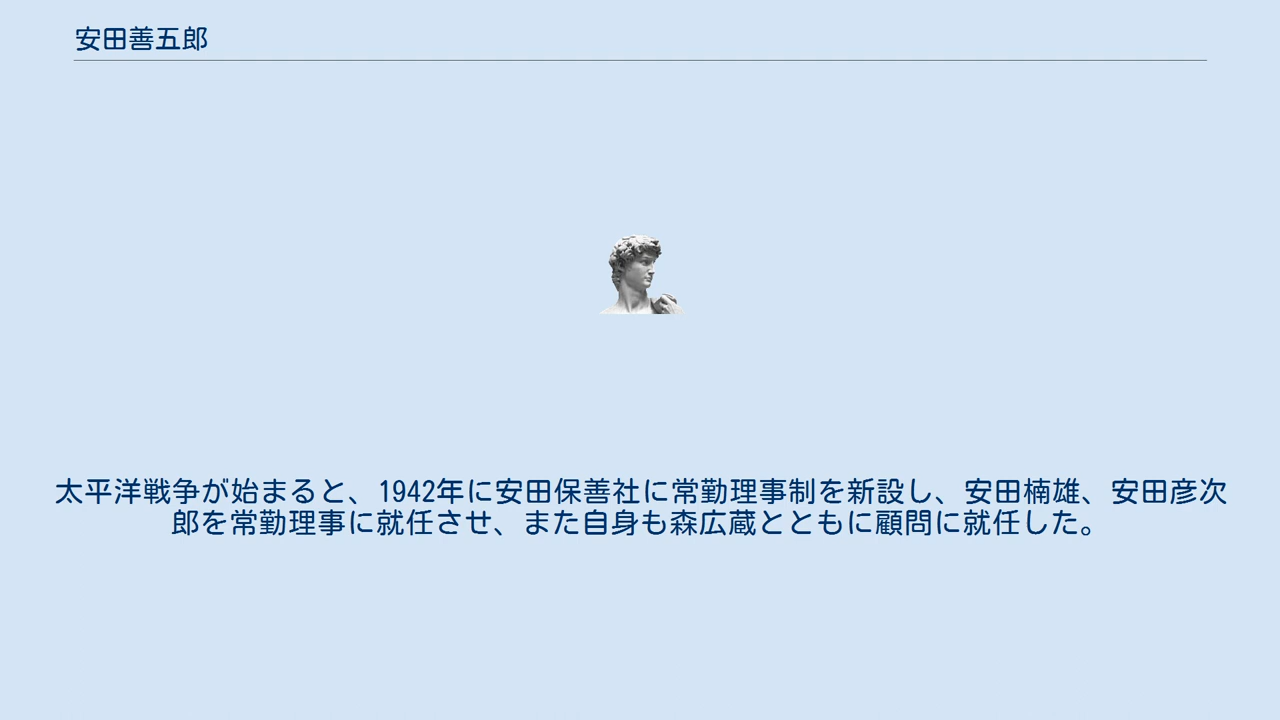 安田善五郎
太平洋戦争が始まると、1942年に安田保善社に常勤理事制を新設し、安田楠雄、安田彦次
郎を常勤理事に就任させ、また自身も森広蔵とともに顧問に就任した。